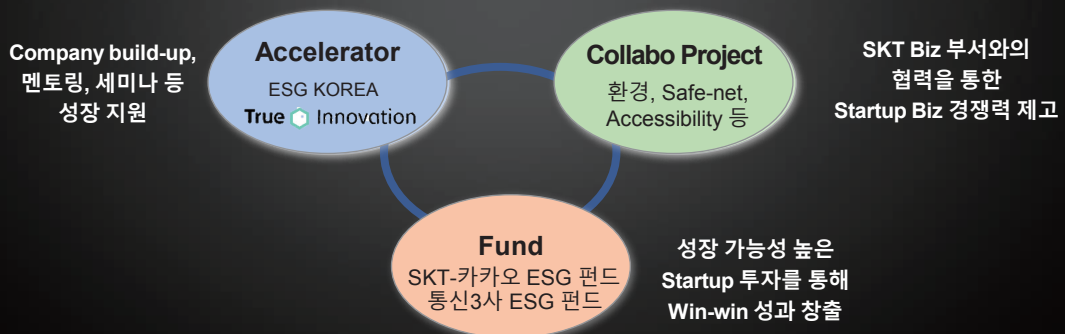 Company build-up,
멘토링, 세미나 등
성장 지원
Accelerator
ESG KOREA
True Innovation
Collabo Project
환경, Safe-net,
Accessibility 등
SKT Biz 부서와의
협력을 통한
Startup Biz 경쟁력 제고
Fund
SKT-카카오 ESG 펀드
통신3사 ESG 펀드
성장 가능성 높은
Startup 투자를 통해
Win-win 성과 창출